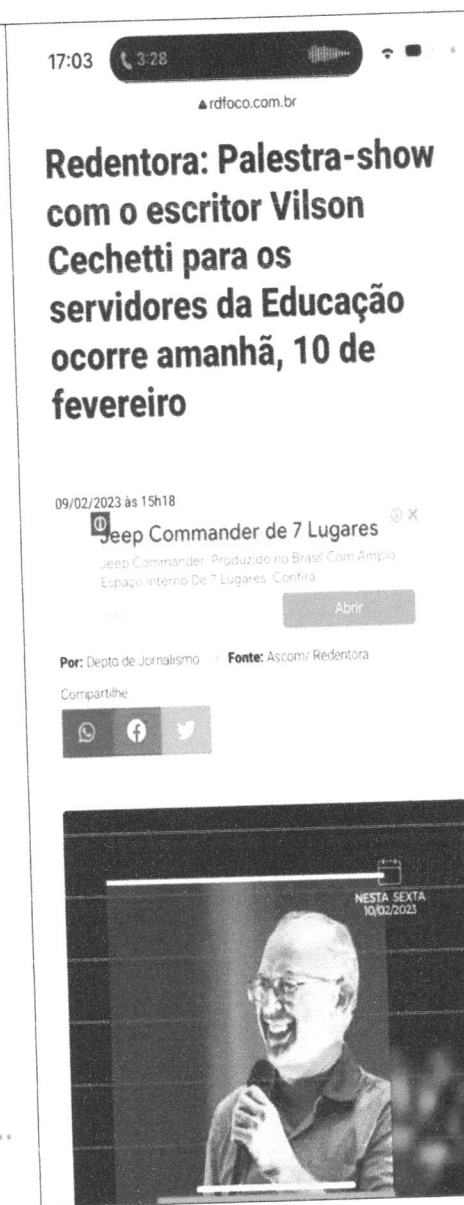 17:03 3:28
rdfoco.com.br
Redentora: Palestra-show
com o escritor Vilson
Cechetti para os
servidores da Educação
ocorre amanhã, 10 de
fevereiro
09/02/2023 às 15h18
Jeep Commander de 7 Lugares
Jeep Commander. Produzido no Brasil Com Amplo
Espaço Interno De 7 Lugares. Confira
Abrir
Por: Depto de Jornalismo Fonte: Ascom/ Redentora
Compartilhe
NESTA SEXTA
10/02/2023